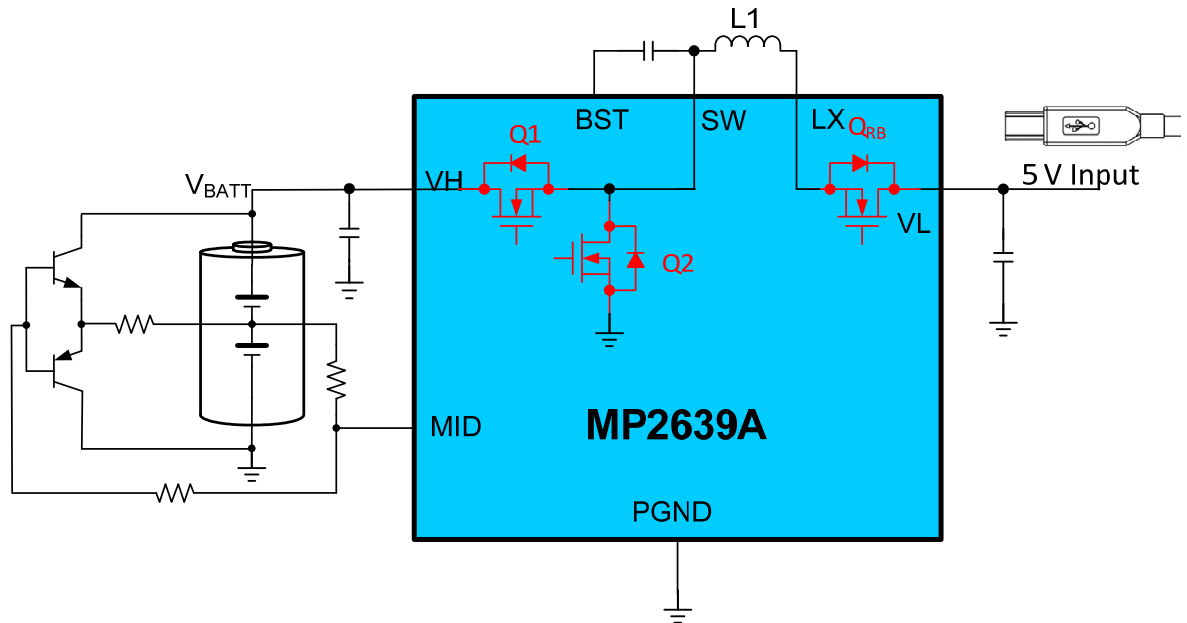 L1
BST
SW
LX
Q1
QRB
5 V Input
VBATT
VH
VL
Q2
MID
MP2639A
PGND